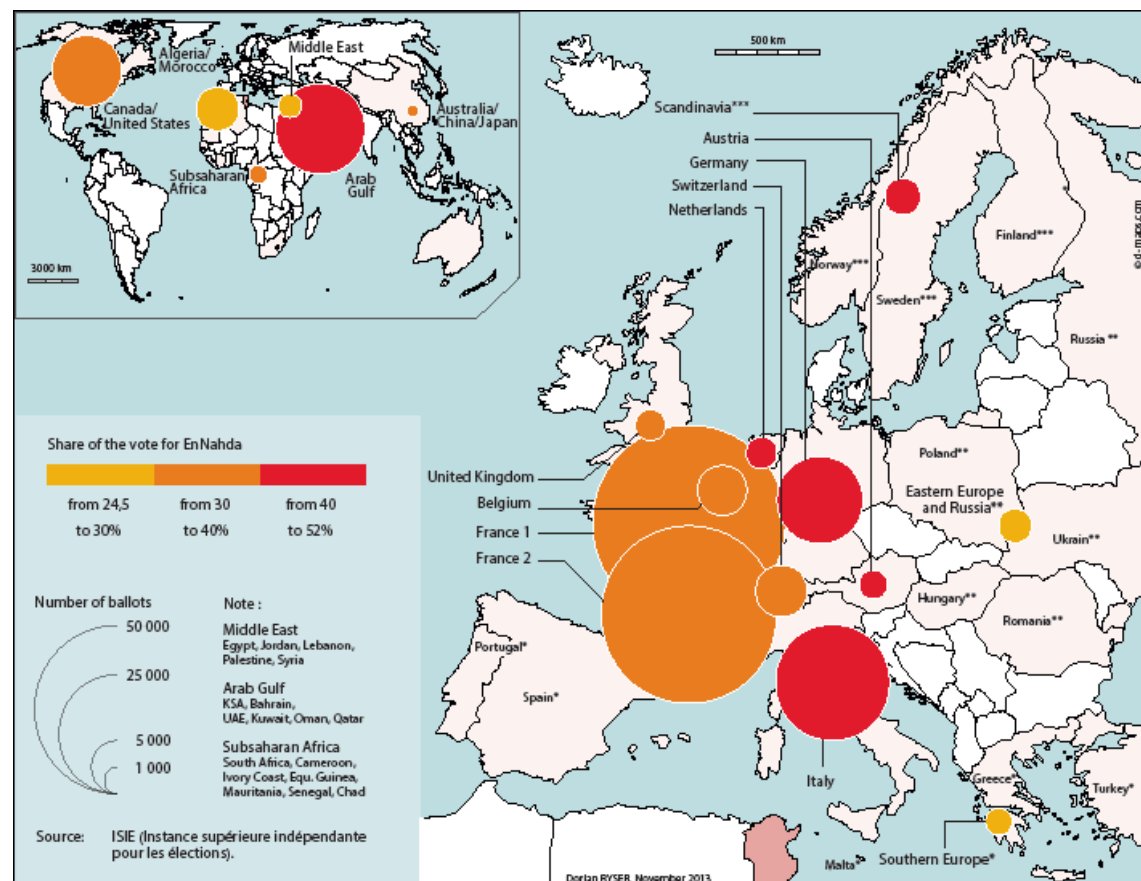 Algeria/
Morocco
Middle East
Canada/
United States
Australia/
China/Japan
Subsaharan
Africa
Arab
Gulf
3000 km
500 km
Scandinavia***
Austria
Germany
Switzerland
Netherlands
Finland***
Norway***
Sweden***
Russia **
©d-maps.com
United Kingdom
Belgium
France 1
France 2
Poland**
Eastern Europe
and Russia**
Ukrain**
Hungary**
Romania**
Portugal*
Spain*
Italy
Greece*
Turkey*
Malta*
Southern Europe*
Share of the vote for EnNahda
from 24,5
to 30%
from 30
to 40%
from 40
to 52%
Number of ballots
50 000
25 000
5 000
1 000
Note :
Middle East
Egypt, Jordan, Lebanon,
Palestine, Syria
Arab Gulf
KSA, Bahrain,
UAE, Kuwait, Oman, Qatar
Subsaharan Africa
South Africa, Cameroon,
Ivory Coast, Equ. Guinea,
Mauritania, Senegal, Chad
Source: ISIE (Instance supérieure indépendante
pour les élections).
Dorian RYSER, November 2013